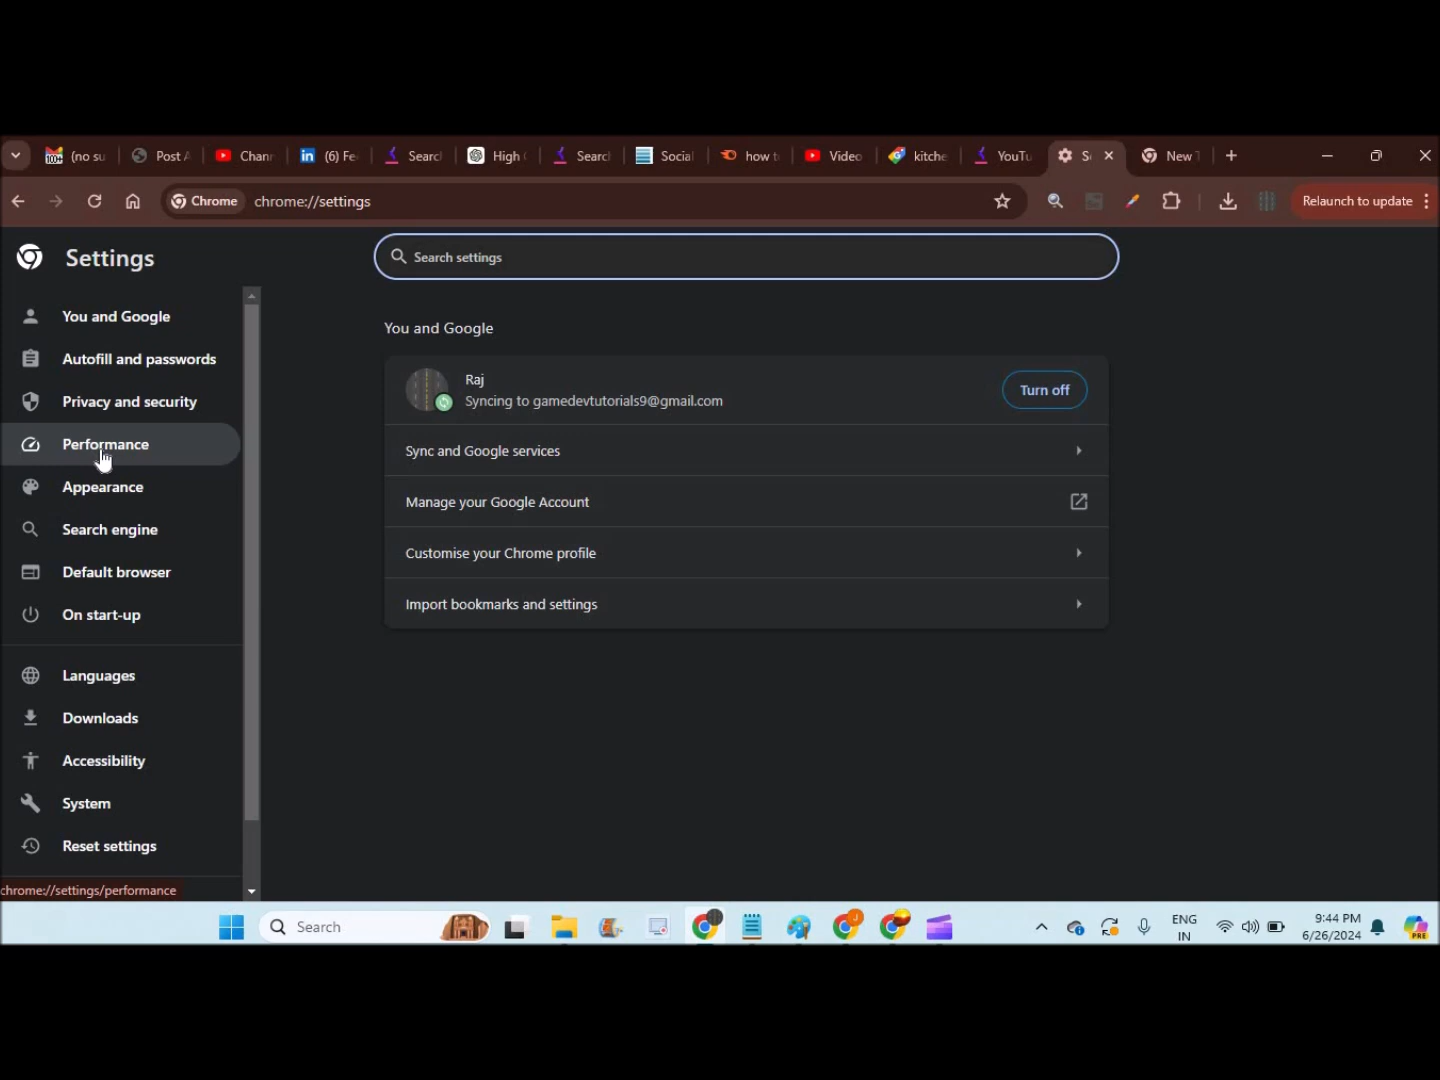 (no su
Post A
Chann
(6) Fe
Search
High
Search
Social
how t
Video
kitche
YouTu
S
New T
Chrome
chrome://settings
Relaunch to update
Settings
Search settings
You and Google
Autofill and passwords
Privacy and security
Performance
Appearance
Search engine
Default browser
On start-up
Languages
Downloads
Accessibility
System
Reset settings
chrome://settings/performance
You and Google
Raj
Syncing to gamedevtutorials9@gmail.com
Turn off
Sync and Google services
Manage your Google Account
Customise your Chrome profile
Import bookmarks and settings
Search
ENG
IN
9:44 PM
6/26/2024